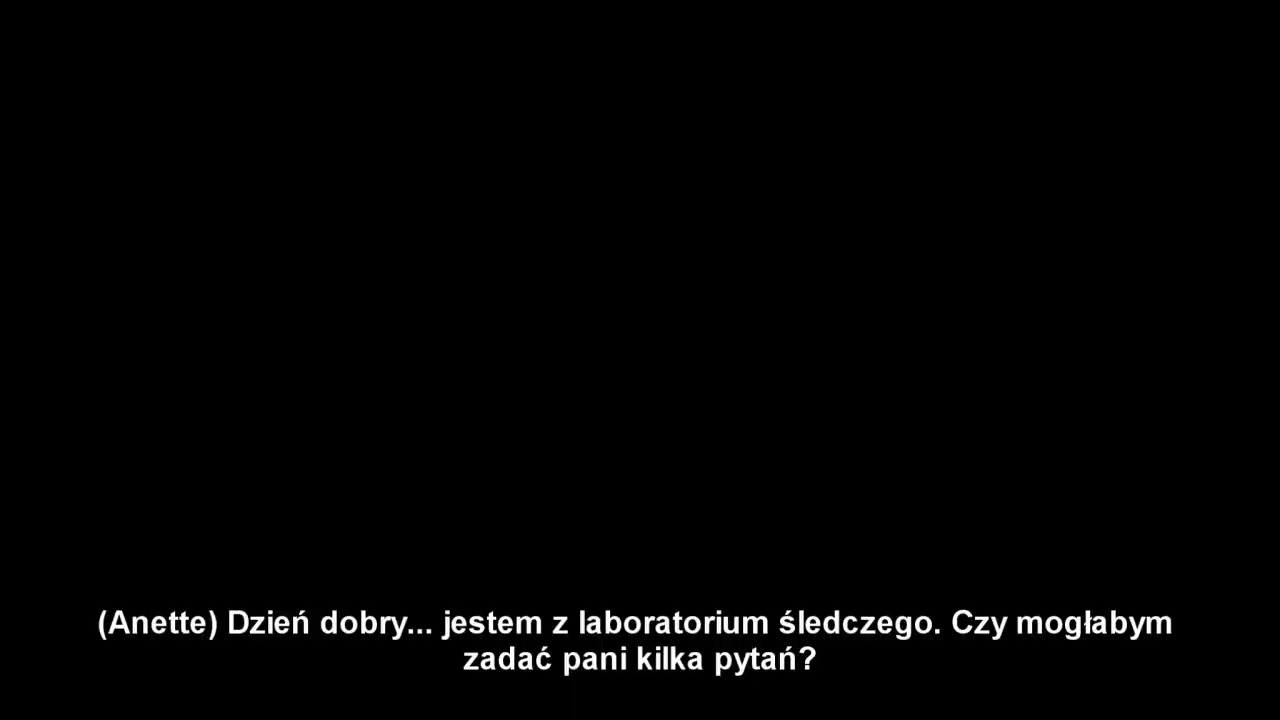 (Anette) Dzień dobry... jestem z laboratorium śledczego. Czy mogłabym
zadać pani kilka pytań?